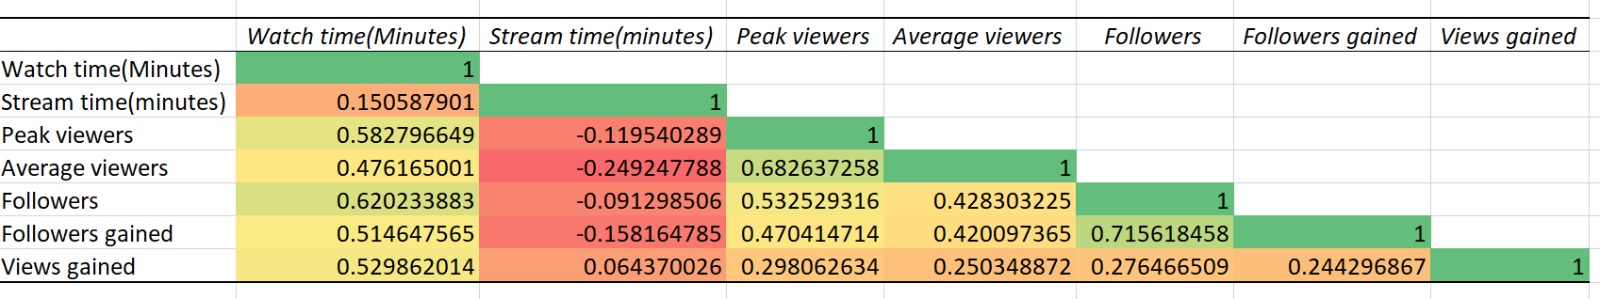 Watch time(Minutes) Stream time(minutes) Peak viewers Average viewers Followers Followers gained Views gained
Watch time(Minutes) 1
Stream time(minutes) 0.150587901 1
Peak viewers 0.582796649 -0.119540289 1
Average viewers 0.476165001 -0.249247788 0.682637258 1
Followers 0.620233883 -0.091298506 0.532529316 0.428303225 1
Followers gained 0.514647565 -0.158164785 0.470414714 0.420097365 0.715618458 1
Views gained 0.529862014 0.064370026 0.298062634 0.250348872 0.276466509 0.244296867 1